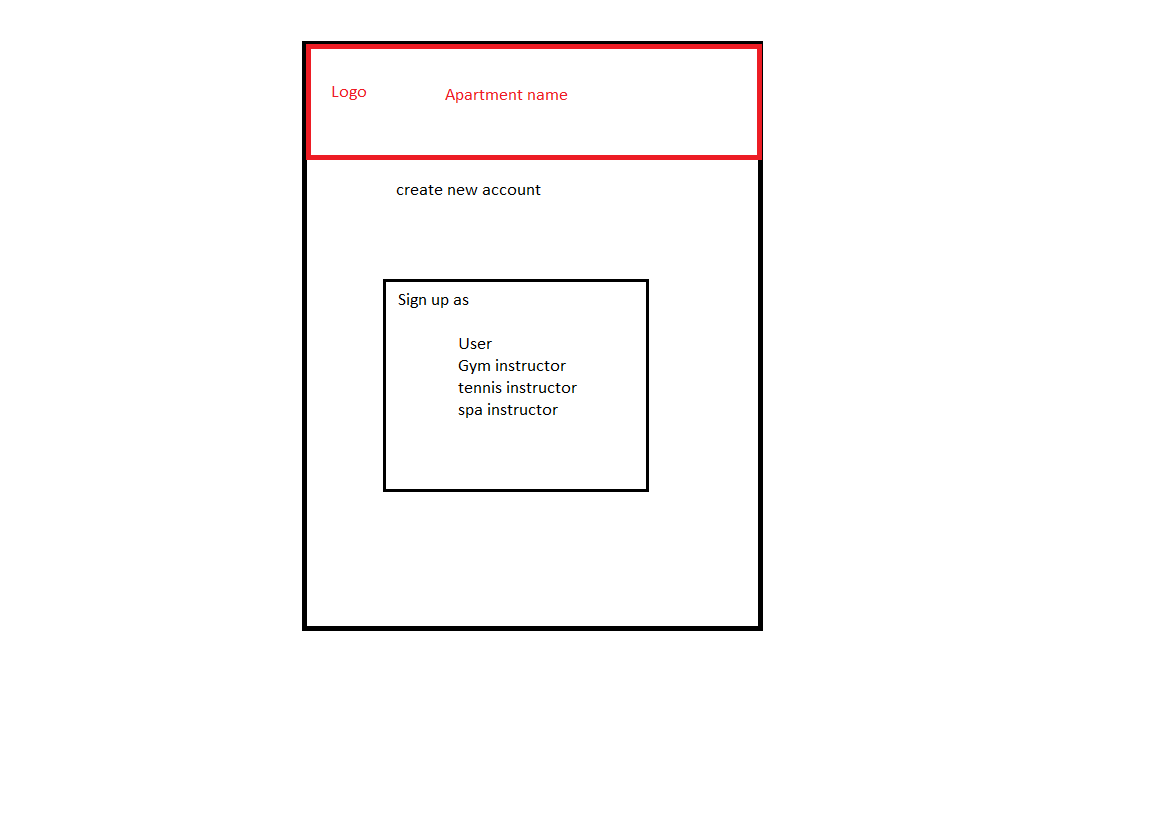 Logo
Apartment name
create new account
Sign up as
User
Gym instructor
tennis instructor
spa instructor